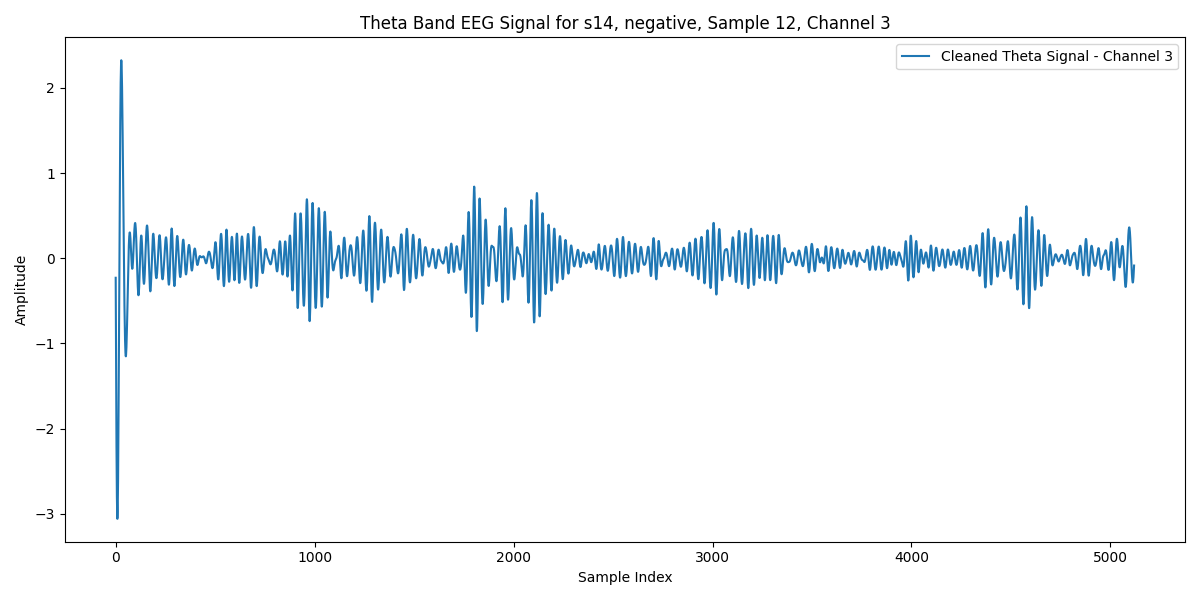 Theta Band EEG Signal for s14, negative, Sample 12, Channel 3
Cleaned Theta Signal - Channel 3
Amplitude
2
1
0
−1
−2
−3
0 1000 2000 3000 4000 5000
Sample Index